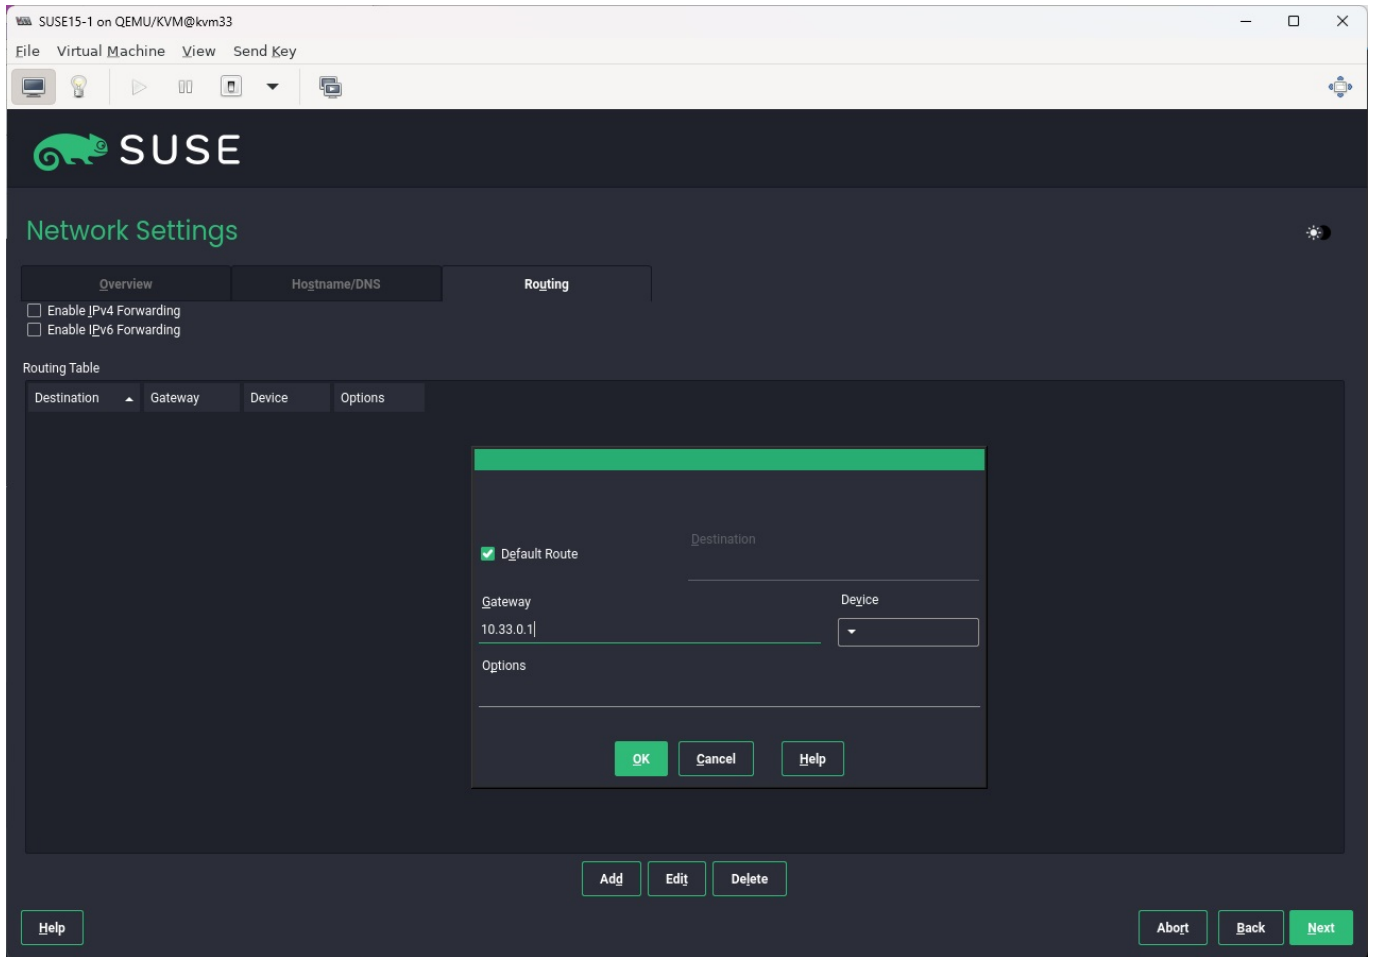 SUSE15-1 on QEMU/KVM@kvm33
File Virtual Machine View Send Key
SUSE
Network Settings
Overview Hostname/DNS Routing
Enable IPv4 Forwarding
Enable IPv6 Forwarding
Routing Table
Destination Gateway Device Options
Default Route
Destination
Gateway Device
10.33.0.1
Options
OK Cancel Help
Add Edit Delete
Help Abort Back Next